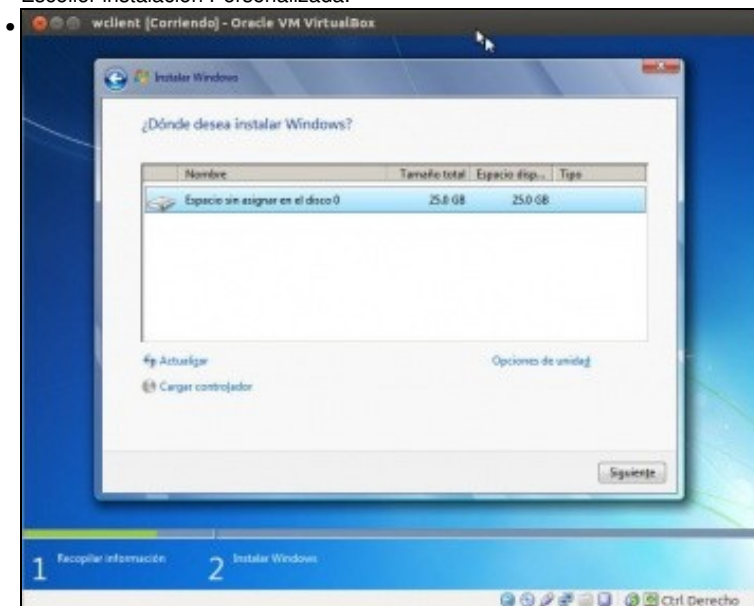 Escoller instalación Personalizada.
wclient [Corriendo] - Oracle VM VirtualBox
Instalar Windows
¿Dónde desea instalar Windows?
Nombre Tamaño total Espacio disp... Tipo
Espacio sin asignar en el disco 0 25.0 GB 25.0 GB
Actualizar Opciones de unidad
Cargar controlador
Siguiente
1 Recopilar información 2 Instalar Windows
Ctrl Derecho